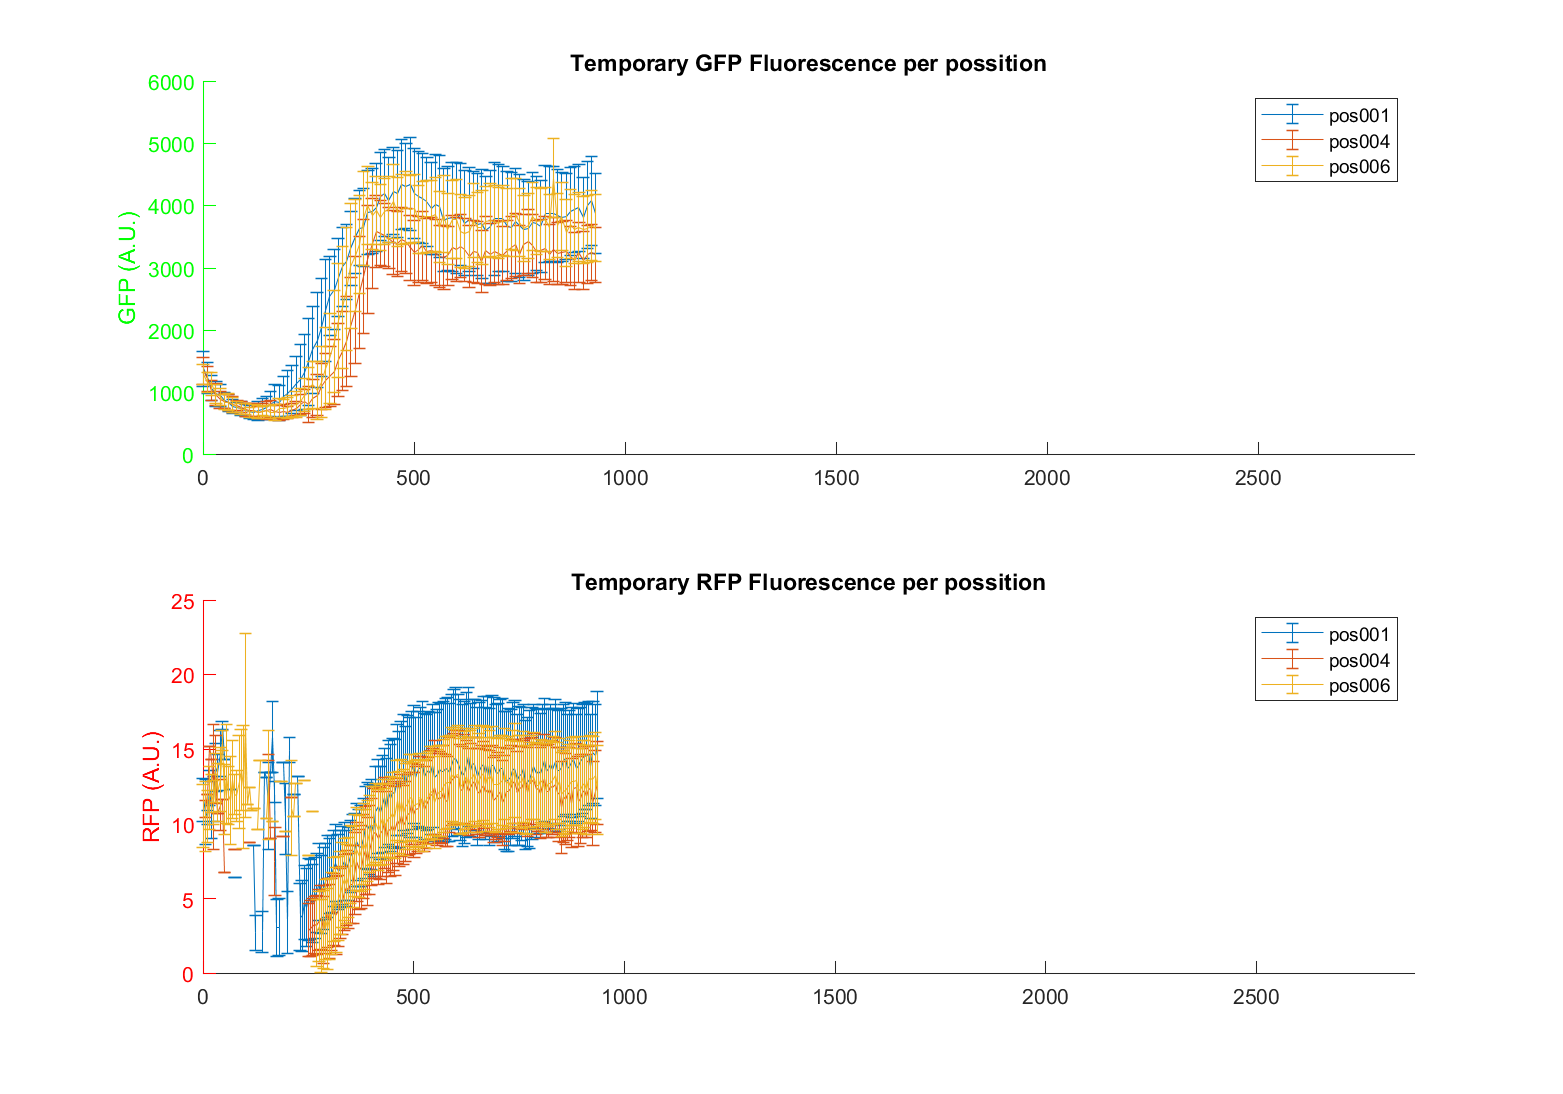 Temporary GFP Fluorescence per possition
6000
5000
4000
3000
2000
1000
0
GFP (A.U.)
0 500 1000 1500 2000 2500
pos001
pos004
pos006
Temporary RFP Fluorescence per possition
25
20
15
10
5
0
RFP (A.U.)
0 500 1000 1500 2000 2500
pos001
pos004
pos006